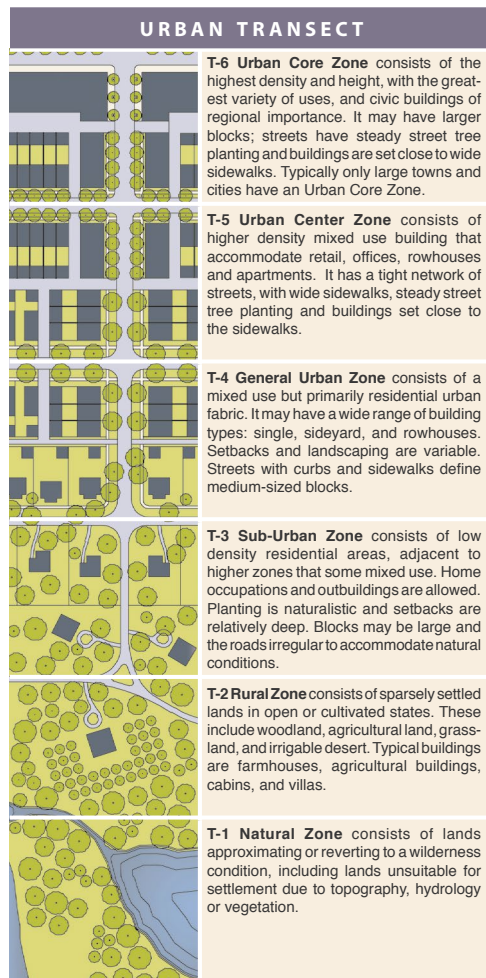 URBAN TRANSECT
T-6 Urban Core Zone consists of the
highest density and height, with the great-
est variety of uses, and civic buildings of
regional importance. It may have larger
blocks; streets have steady street tree
planting and buildings are set close to wide
sidewalks. Typically only large towns and
cities have an Urban Core Zone.
T-5 Urban Center Zone consists of
higher density mixed use building that
accommodate retail, offices, rowhouses
and apartments. It has a tight network of
streets, with wide sidewalks, steady street
tree planting and buildings set close to
the sidewalks.
T-4 General Urban Zone consists of a
mixed use but primarily residential urban
fabric. It may have a wide range of building
types: single, sideyard, and rowhouses.
Setbacks and landscaping are variable.
Streets with curbs and sidewalks define
medium-sized blocks.
T-3 Sub-Urban Zone consists of low
density residential areas, adjacent to
higher zones that some mixed use. Home
occupations and outbuildings are allowed.
Planting is naturalistic and setbacks are
relatively deep. Blocks may be large and
the roads irregular to accommodate natural
conditions.
T-2 Rural Zone consists of sparsely settled
lands in open or cultivated states. These
include woodland, agricultural land, grass-
land, and irrigable desert. Typical buildings
are farmhouses, agricultural buildings,
cabins, and villas.
T-1 Natural Zone consists of lands
approximating or reverting to a wilderness
condition, including lands unsuitable for
settlement due to topography, hydrology
or vegetation.